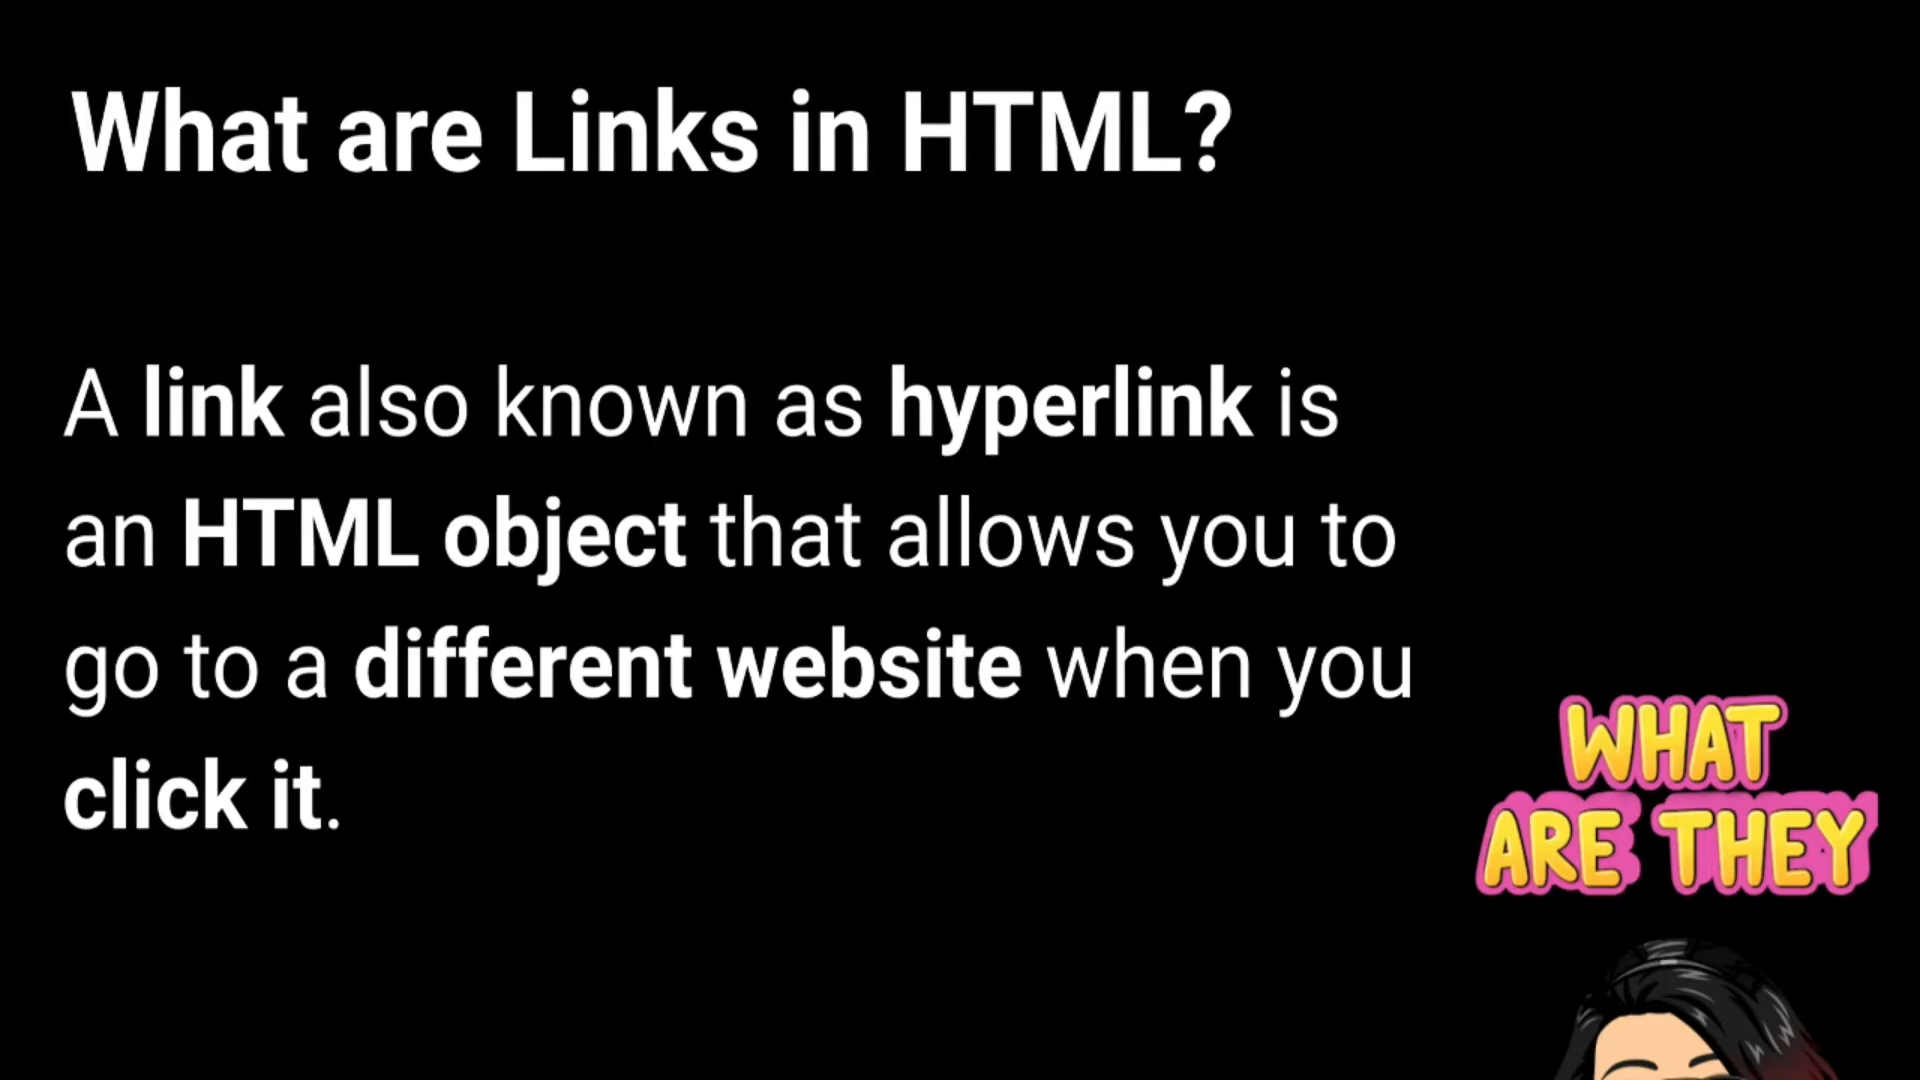 What are Links in HTML?
A link also known as hyperlink is
an HTML object that allows you to
go to a different website when you
click it.
WHAT
ARE THEY